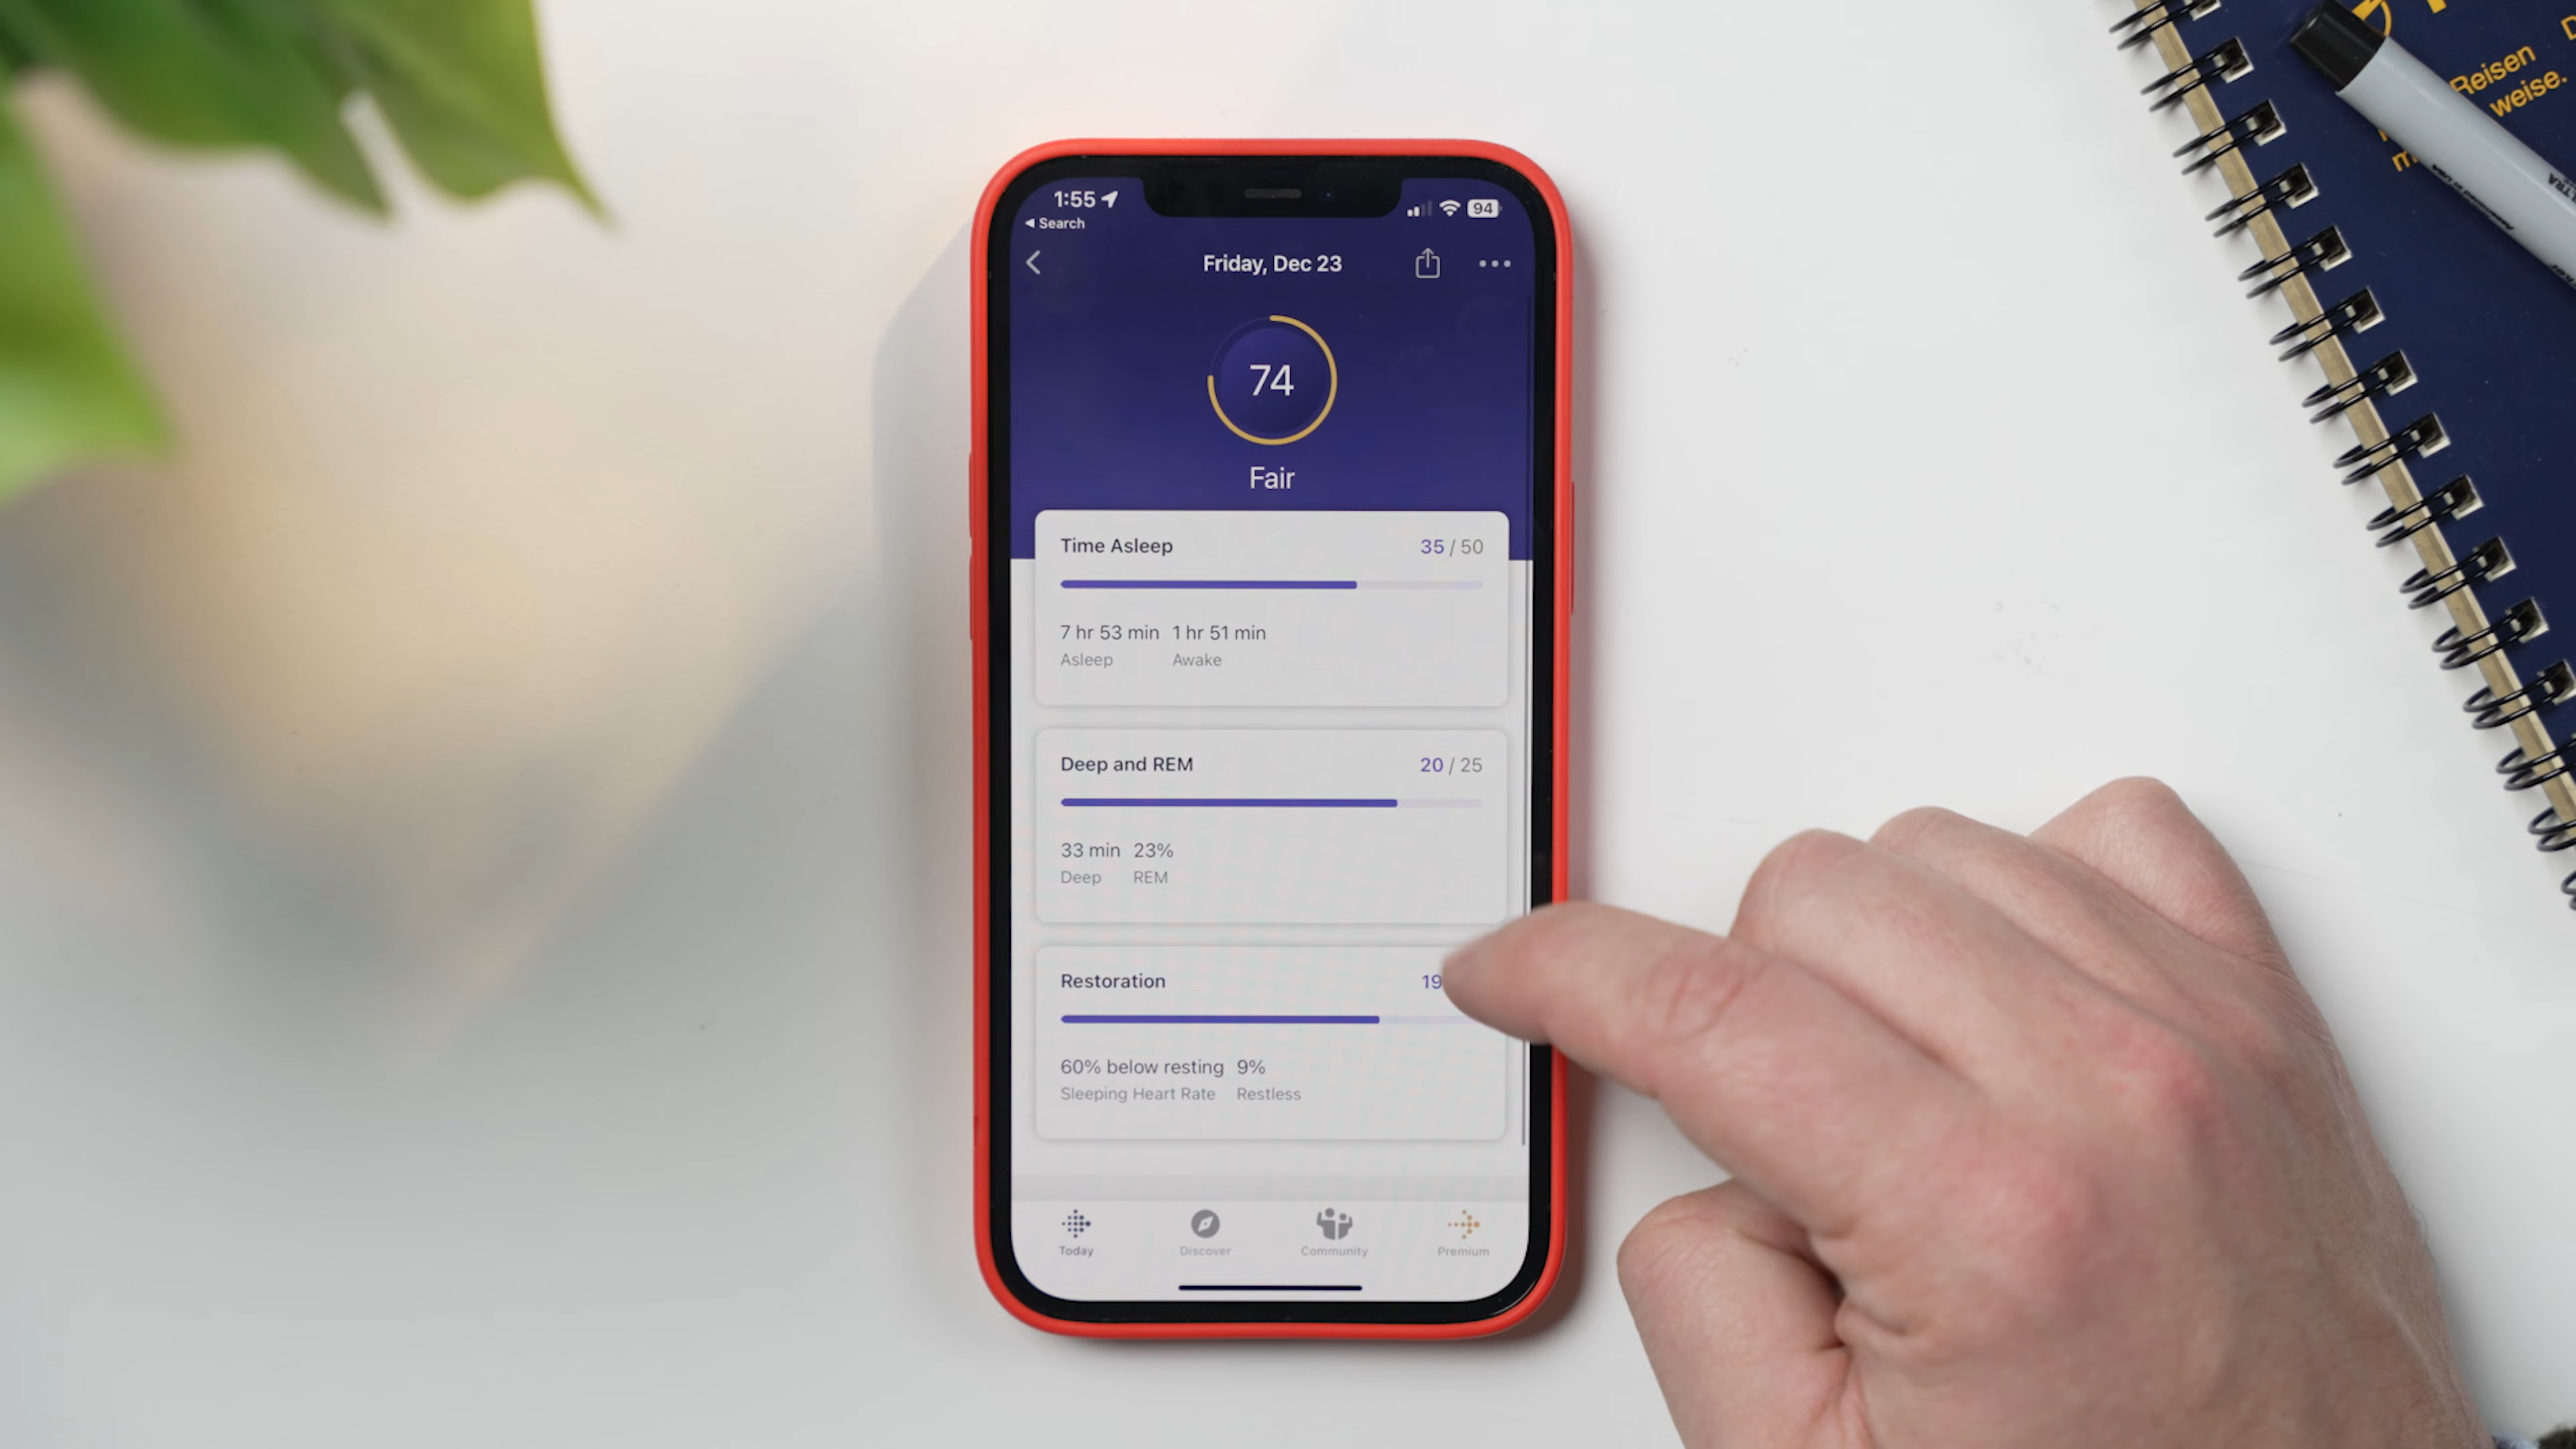 1:55
94
Search
Friday, Dec 23
74
Fair
Time Asleep
35 / 50
7 hr 53 min 1 hr 51 min
Asleep Awake
Deep and REM
20 / 25
33 min 23%
Deep REM
Restoration
19
60% below resting 9%
Sleeping Heart Rate Restless
Today Discover Community Premium
Reisen
weise.